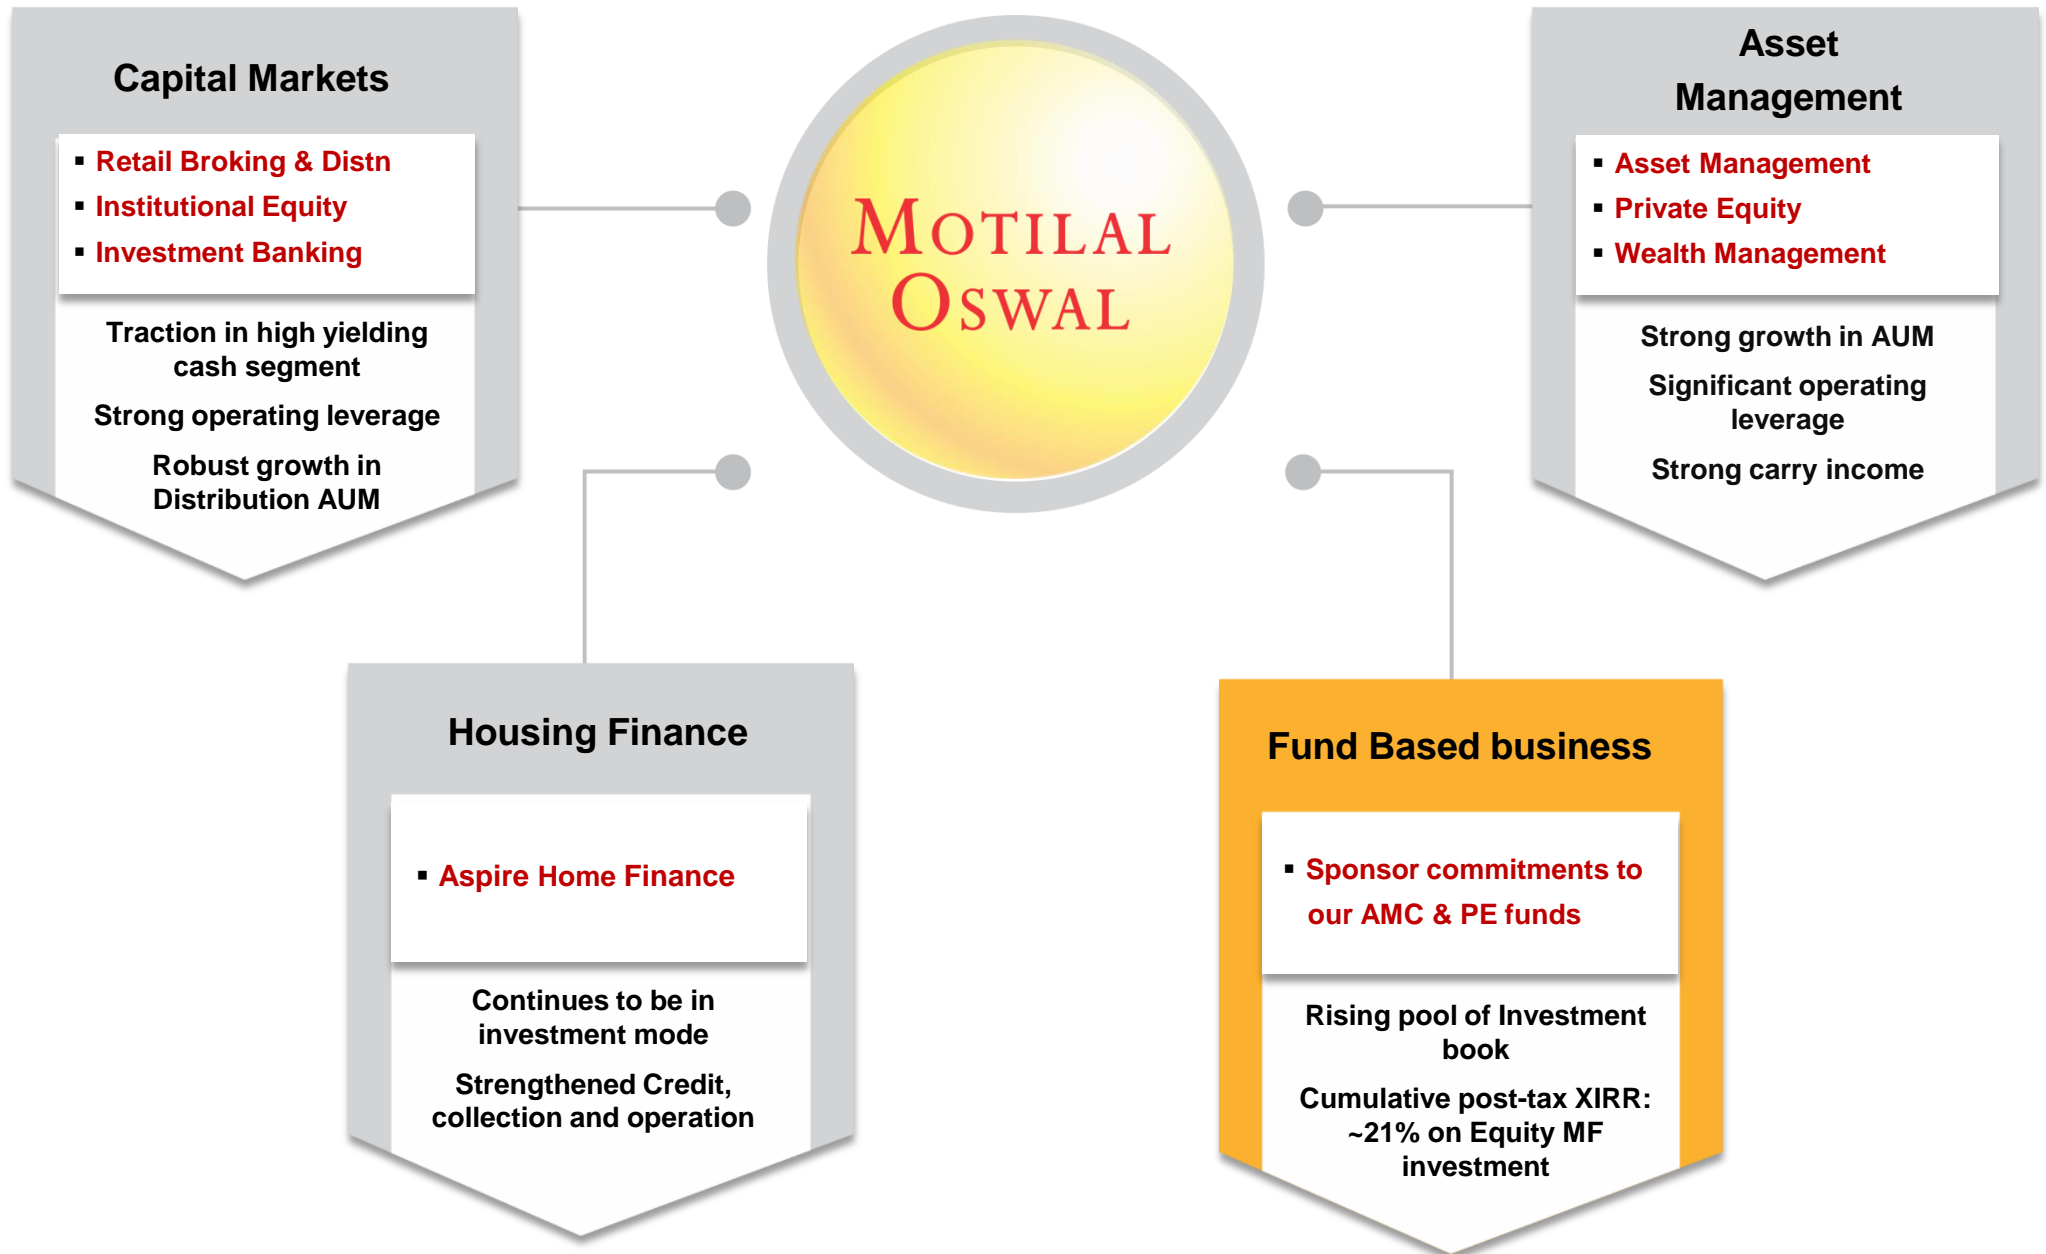 Capital Markets
▪ Retail Broking & Distn
▪ Institutional Equity
▪ Investment Banking
Traction in high yielding
cash segment
Strong operating leverage
Robust growth in
Distribution AUM
MOTILAL
OSWAL
Asset
Management
▪ Asset Management
▪ Private Equity
▪ Wealth Management
Strong growth in AUM
Significant operating
leverage
Strong carry income
Housing Finance
▪ Aspire Home Finance
Continues to be in
investment mode
Strengthened Credit,
collection and operation
Fund Based business
▪ Sponsor commitments to
our AMC & PE funds
Rising pool of Investment
book
Cumulative post-tax XIRR:
~21% on Equity MF
investment